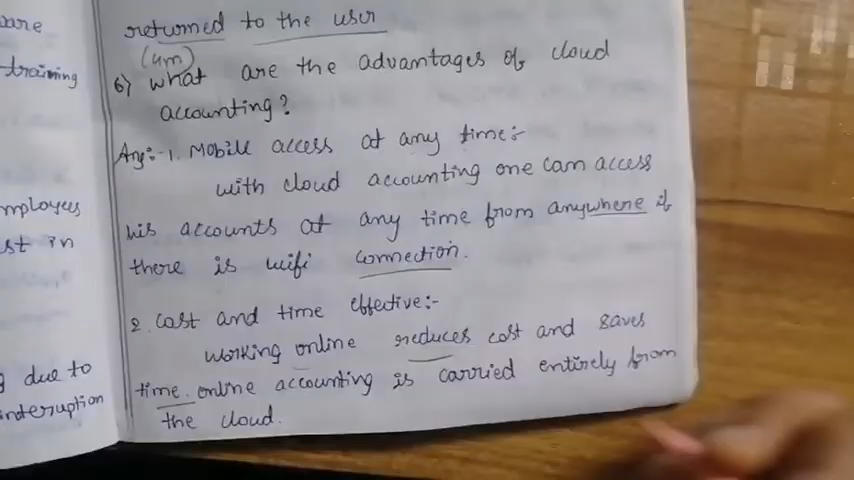 ware
training
mployees
st in
g due to
interuption
returned to the user
(4m)
6) what are the advantages of cloud
accounting?
Ans:- 1. Mobile access at any time:-
with cloud accounting one can access
his accounts at any time from anywhere if
there is wifi connection.
2. cost and time effective:-
working online reduces cost and saves
time. online accounting is carried entirely from
the cloud.